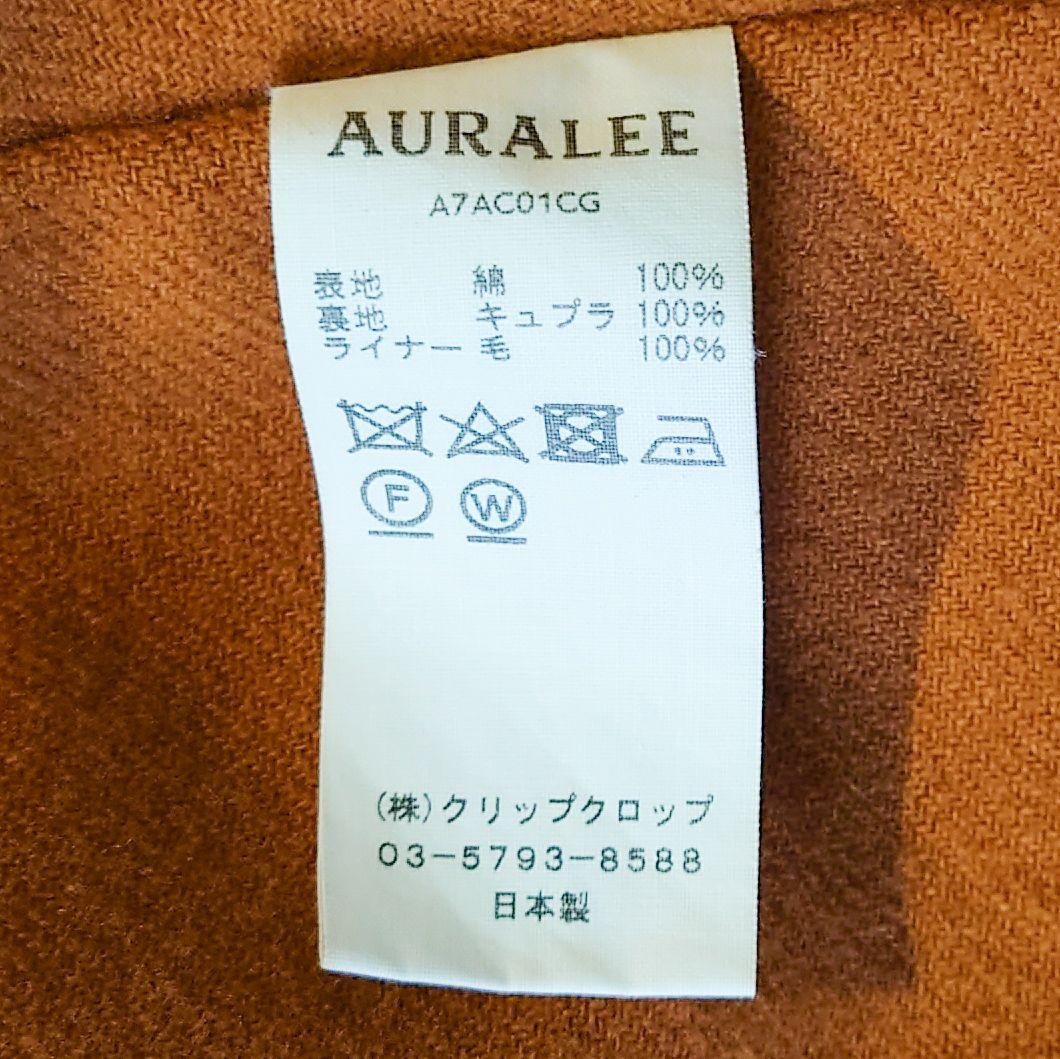 AURALEE
A7AC01CG
表地 綿 100%
裏地 キュプラ 100%
ライナー 毛 100%
F W
(株)クリップクロップ
03-5793-8588
日本製